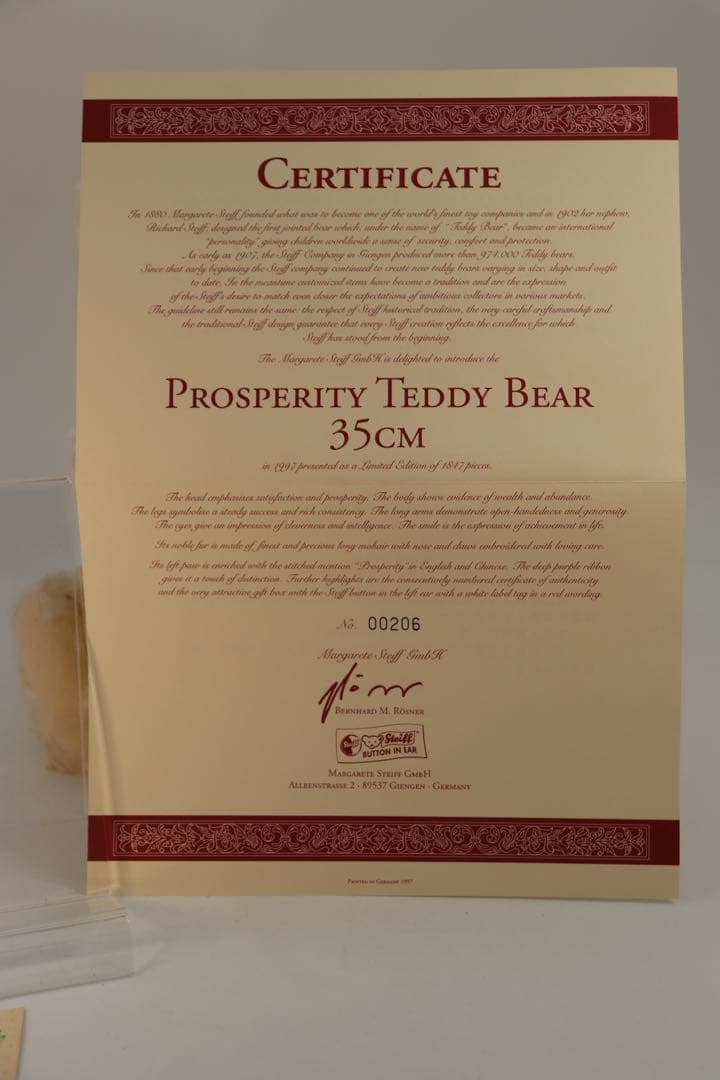 CERTIFICATE
In 1880 Margarete Steiff founded what was to become one of the world's finest toy companies and in 1902 her nephew,
Richard Steiff, designed the first jointed bear which, under the name of "Teddy Bear", became an international
"personality" giving children worldwide a sense of security, comfort and protection.
As early as 1907, the Steiff Company in Giengen produced more than 974,000 Teddy bears.
Since that early beginning the Steiff company continued to create new teddy bears varying in size, shape and outfit
to date. In the meantime customized items have become a tradition and are the expression
of the Steiff's desire to match even closer the expectations of ambitious collectors in various markets.
The guideline still remains the same: the respect of Steiff historical tradition, the very careful craftsmanship and
the traditional Steiff design guarantee that every Steiff creation reflects the excellence for which
Steiff has stood from the beginning.
The Margarete Steiff GmbH is delighted to introduce the
PROSPERITY TEDDY BEAR
35CM
in 1997 presented as a Limited Edition of 1847 pieces.
The head emphasises satisfaction and prosperity. The body shows evidence of wealth and abundance.
The legs symbolise a steady success and rich consistency. The long arms demonstrate open-handedness and generosity.
The eyes give an impression of cleverness and intelligence. The smile is the expression of achievement in life.
Its noble fur is made of finest and precious long mohair with nose and claws embroidered with loving care.
Its left paw is enriched with the stitched mention "Prosperity" in English and Chinese. The deep purple ribbon
gives it a touch of distinction. Further highlights are the consecutively numbered certificate of authenticity
and the very attractive gift box with the Steiff button in the left ear with a white label tag in a red wording.
No. 00206
Margarete Steiff GmbH
BERNHARD M. RÖSNER
Steiff Steiff
BUTTON IN EAR
MARGARETE STEIFF GMBH
ALLEENSTRASSE 2 · 89537 GIENGEN · GERMANY
PRINTED IN GERMANY 1997